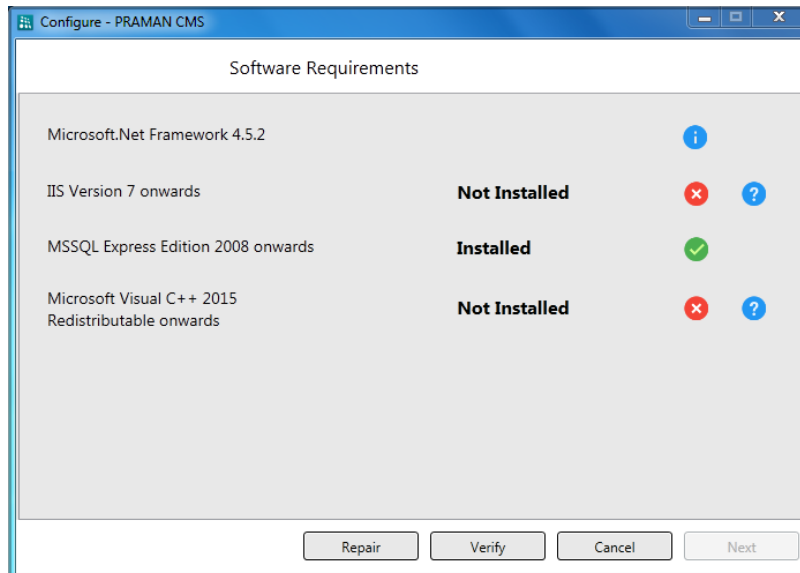 Configure - PRAMAN CMS
Software Requirements
Microsoft.Net Framework 4.5.2
IIS Version 7 onwards Not Installed
MSSQL Express Edition 2008 onwards Installed
Microsoft Visual C++ 2015
Redistributable onwards Not Installed
Repair Verify Cancel Next